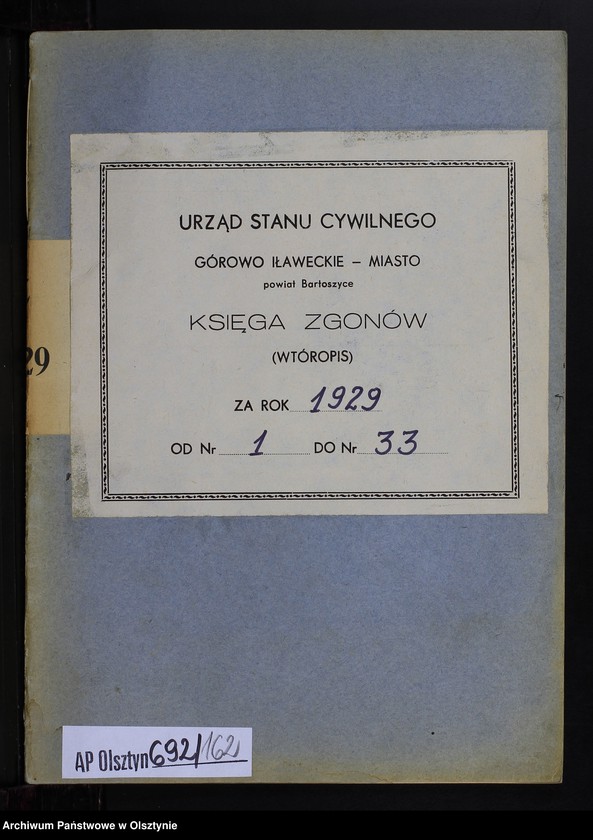 URZĄD STANU CYWILNEGO
GÓROWO IŁAWECKIE – MIASTO
powiat Bartoszyce
KSIĘGA ZGONÓW
(WTÓROPIS)
ZA ROK 1929
OD Nr 1 DO Nr 33
29
AP Olsztyn 692/162
Archiwum Państwowe w Olsztynie